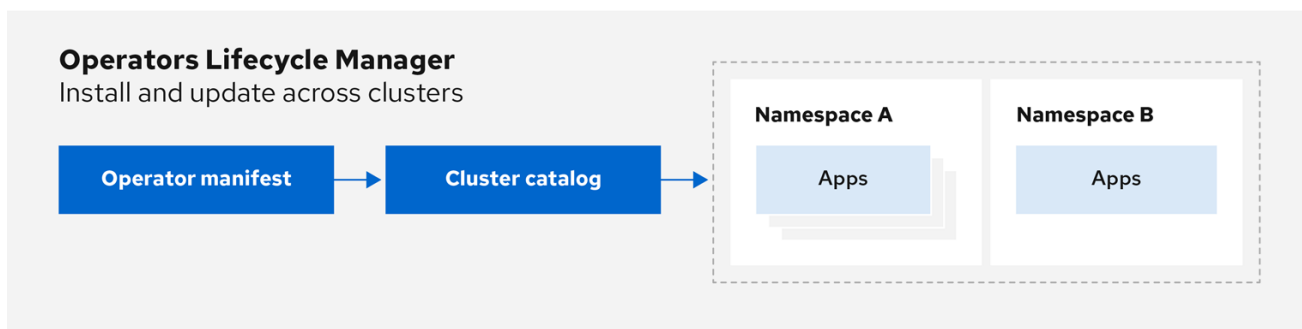 Operators Lifecycle Manager
Install and update across clusters
Operator manifest
Cluster catalog
Namespace A
Apps
Namespace B
Apps